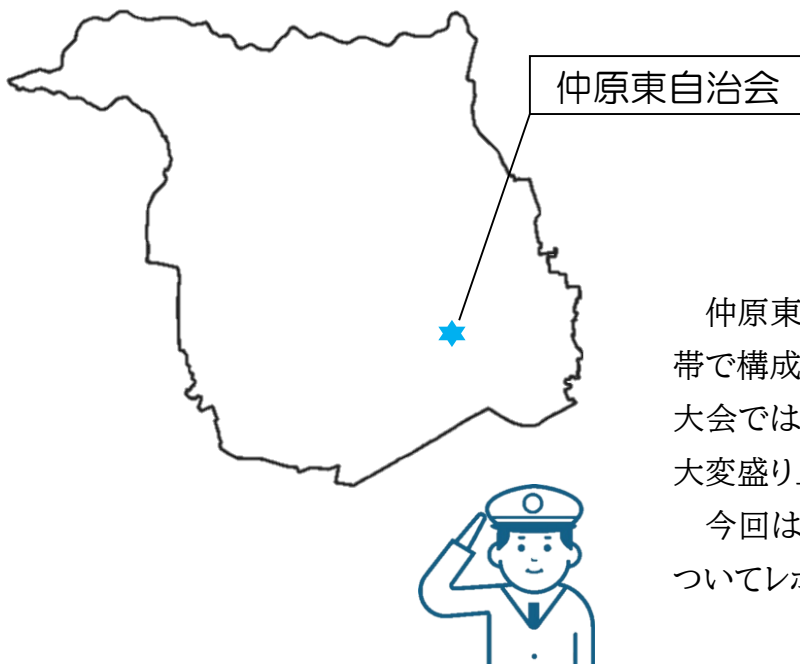 仲原東自治会
仲原東
帯で構成
大会では
大変盛り
今回は
ついてレ